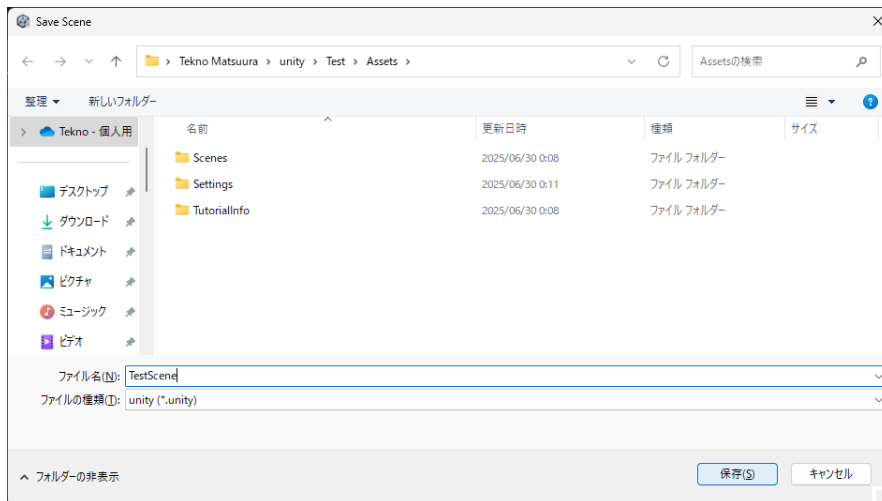 Save Scene
Tekno Matsuura › unity › Test › Assets ›
Assetsの検索
整理
新しいフォルダー
Tekno - 個人用
名前 更新日時 種類 サイズ
Scenes 2025/06/30 0:08 ファイル フォルダー
Settings 2025/06/30 0:11 ファイル フォルダー
TutorialInfo 2025/06/30 0:08 ファイル フォルダー
デスクトップ
ダウンロード
ドキュメント
ピクチャ
ミュージック
ビデオ
ファイル名(N): TestScene
ファイルの種類(T): unity (*.unity)
フォルダーの非表示
保存(S) キャンセル